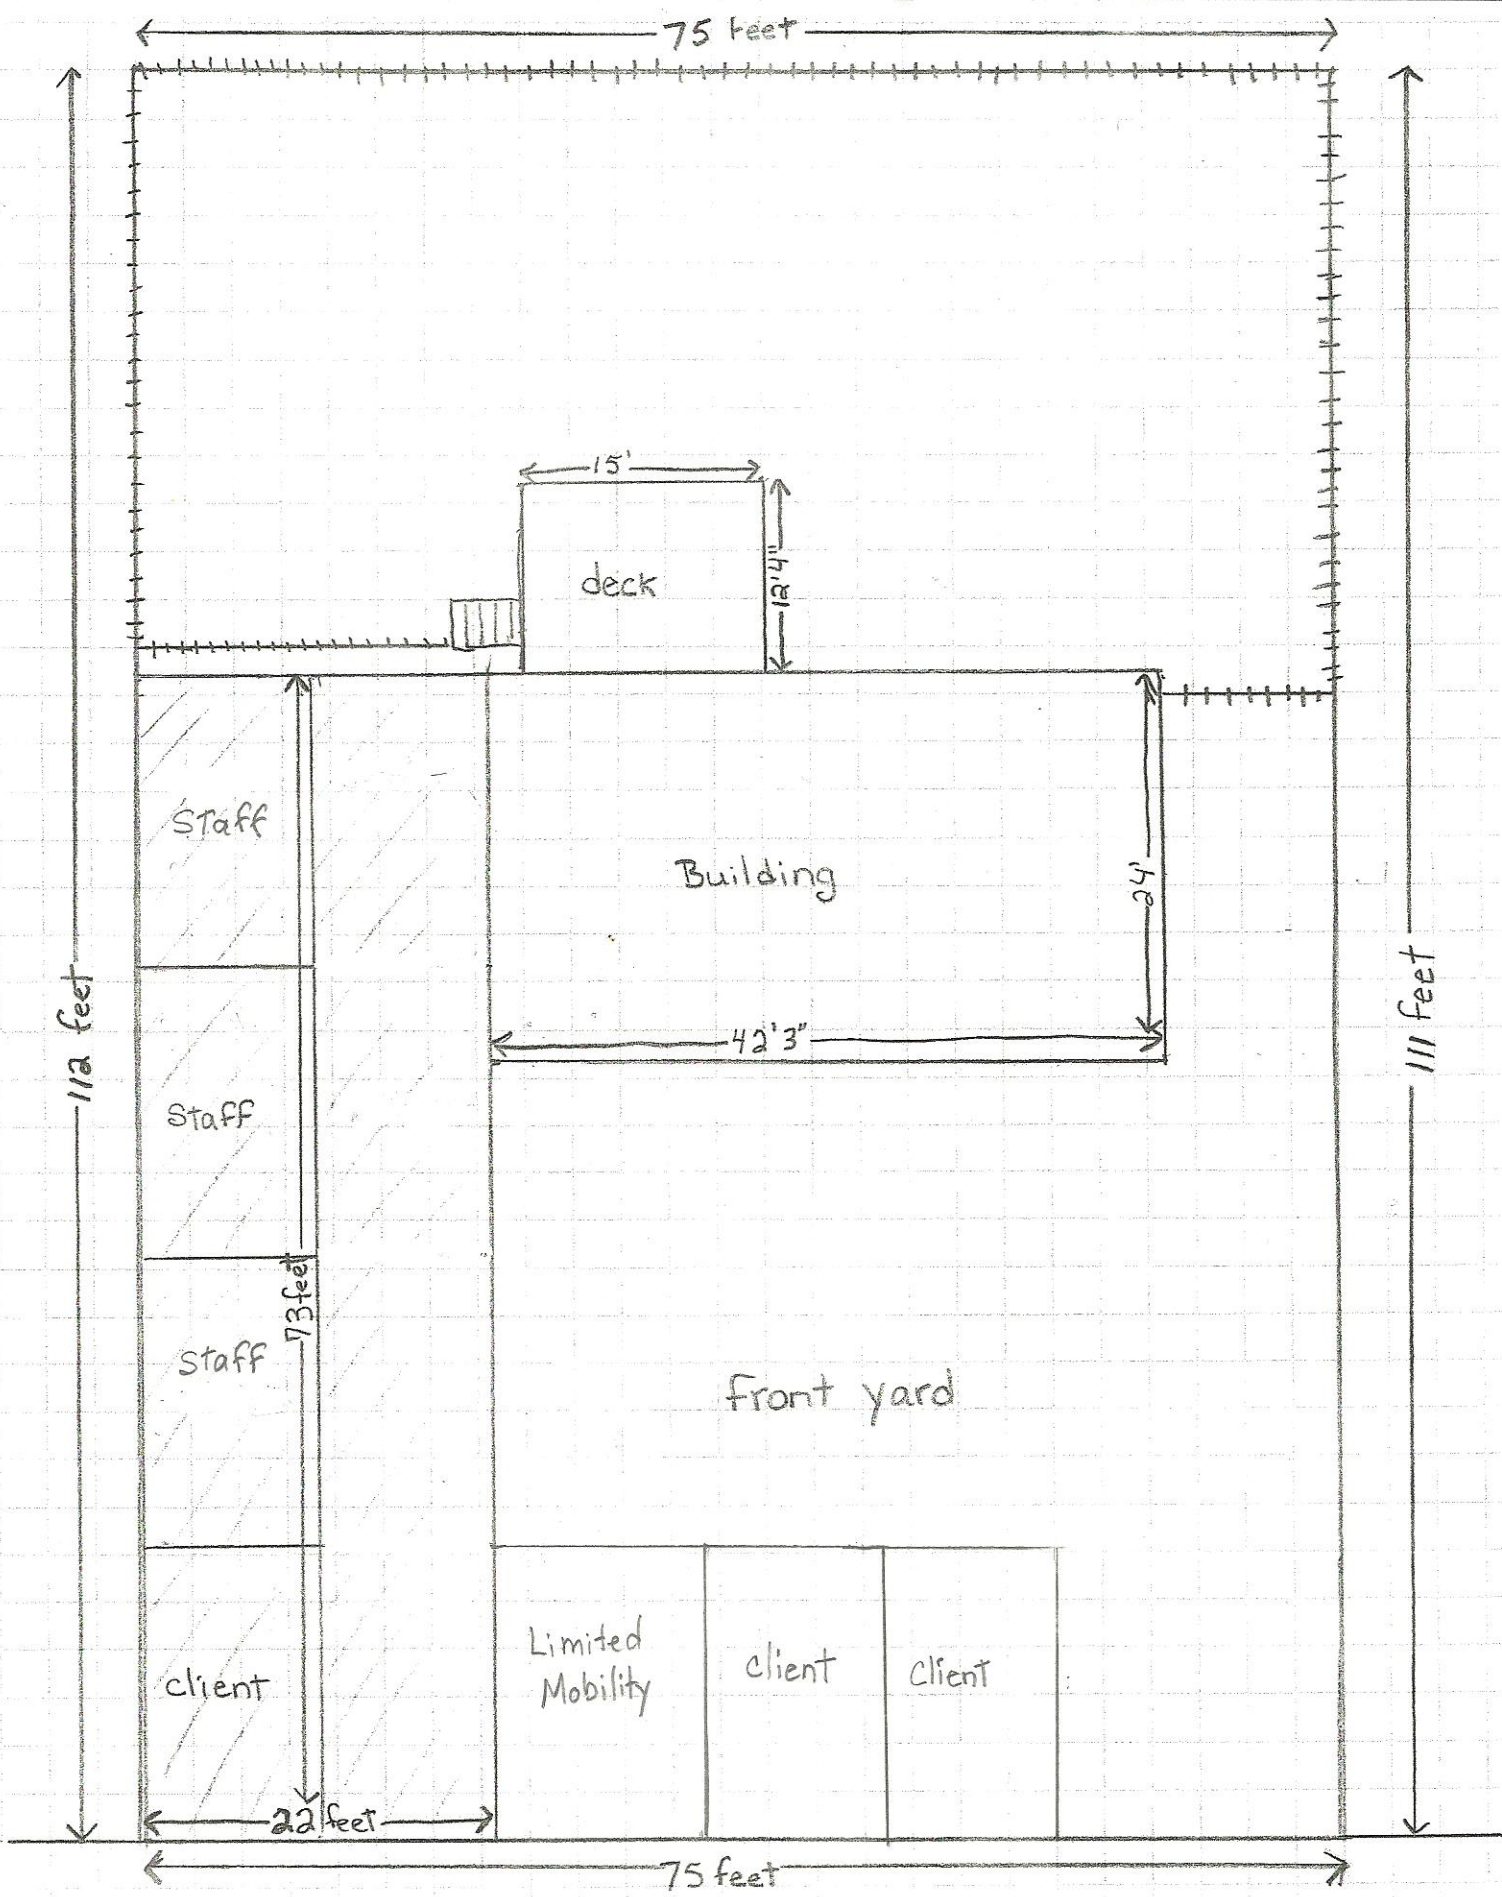 75 feet
15'
deck
12'4"
Staff
Building
24'
42'3"
112 feet
111 feet
Staff
73 feet
Staff
front yard
Limited
Mobility
Client
Client
Client
22 feet
75 feet